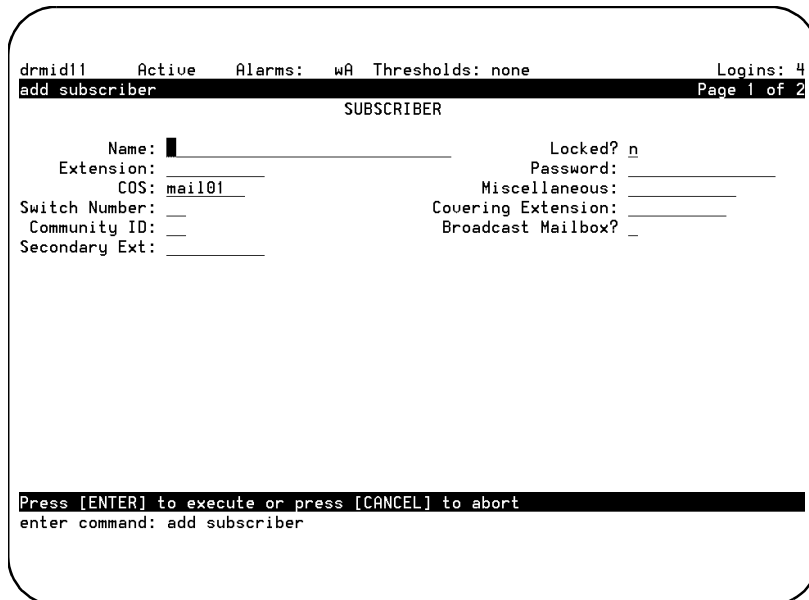 drmid11 Active Alarms: wA Thresholds: none Logins: 4
add subscriber Page 1 of 2
SUBSCRIBER
Name: Locked? n
Extension: Password:
COS: mail01 Miscellaneous:
Switch Number: Covering Extension:
Community ID: Broadcast Mailbox?
Secondary Ext:
Press [ENTER] to execute or press [CANCEL] to abort
enter command: add subscriber